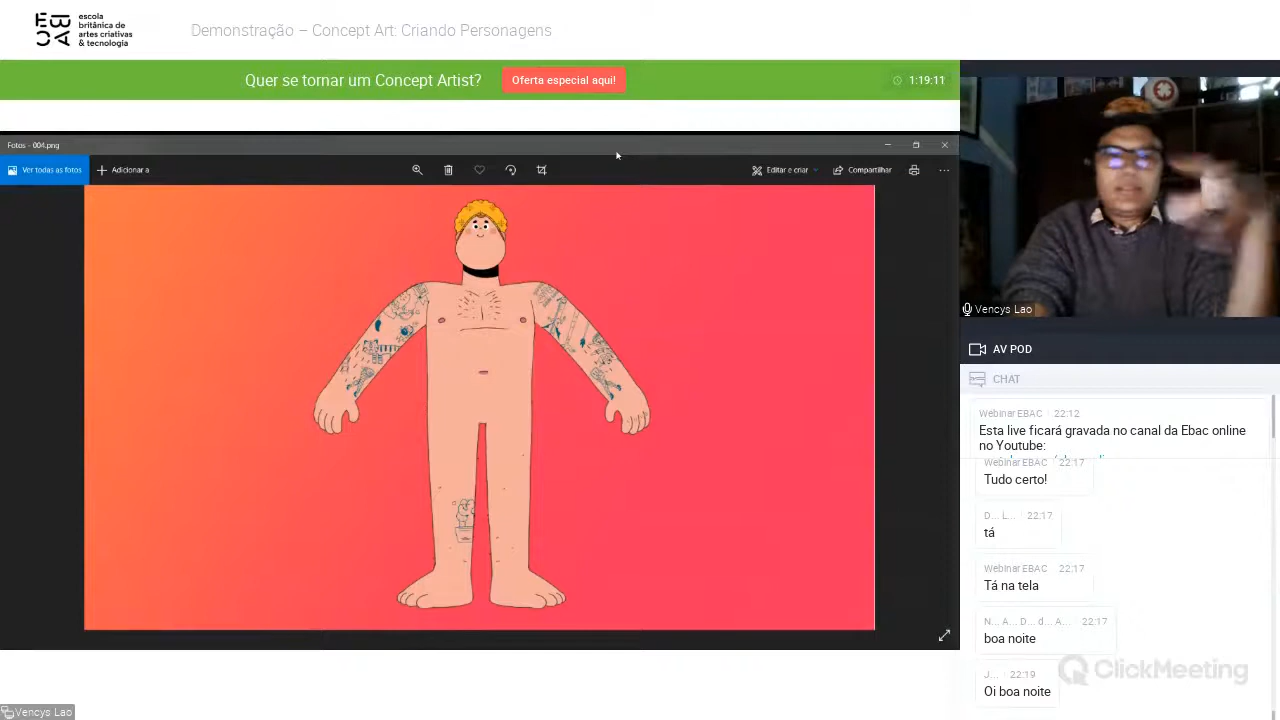 escola
britânica de
artes criativas
& tecnologia
Demonstração – Concept Art: Criando Personagens
Quer se tornar um Concept Artist?
Oferta especial aqui!
1:19:11
Fotos - 004.png
Ver todas as fotos
Adicionar a
Editar e criar
Compartilhar
Vencys Lao
AV POD
CHAT
Webinar EBAC 22:12
Esta live ficará gravada no canal da Ebac online
no Youtube:
Webinar EBAC 22:17
Tudo certo!
D... L... 22:17
tá
Webinar EBAC 22:17
Tá na tela
N... A... D... d... A... 22:17
boa noite
J... 22:19
Oi boa noite
ClickMeeting
Vencys Lao